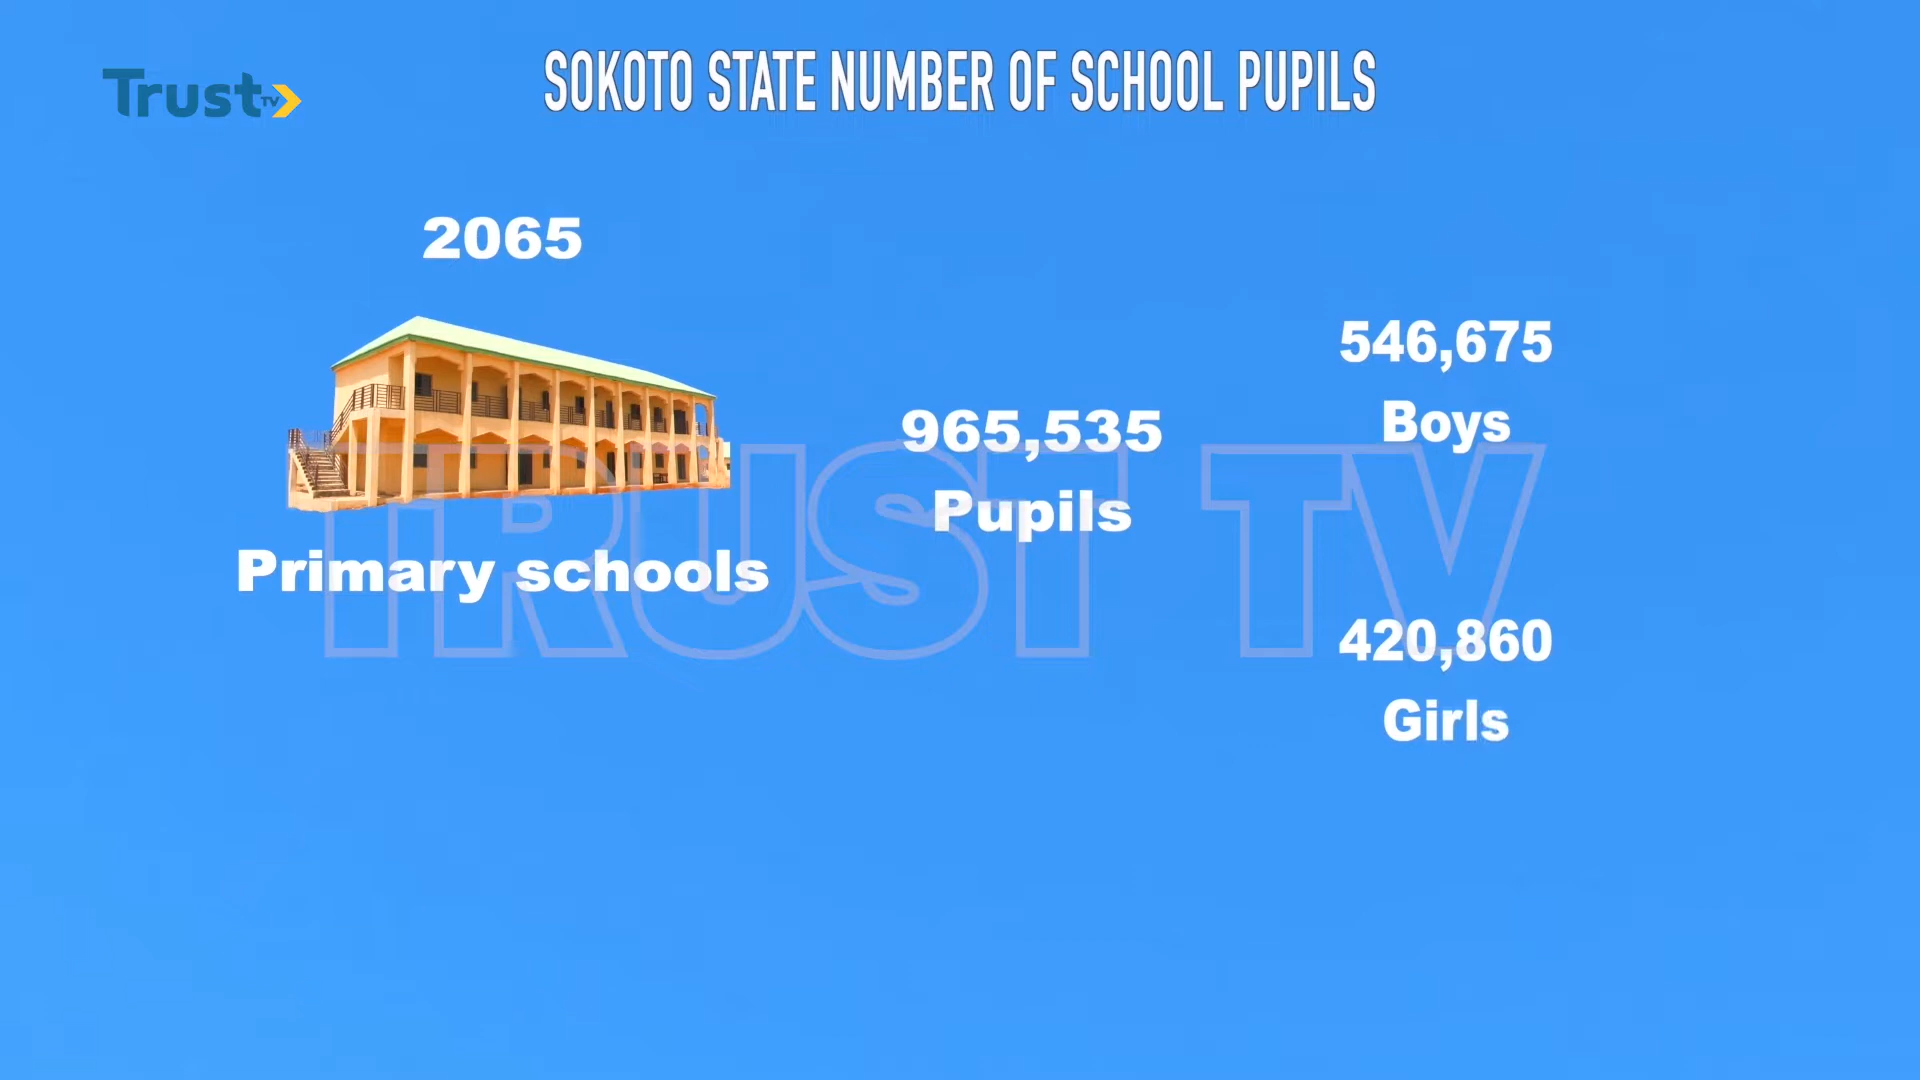 Trust TV
SOKOTO STATE NUMBER OF SCHOOL PUPILS
2065
Primary schools
965,535
Pupils
546,675
Boys
420,860
Girls
TRUST TV